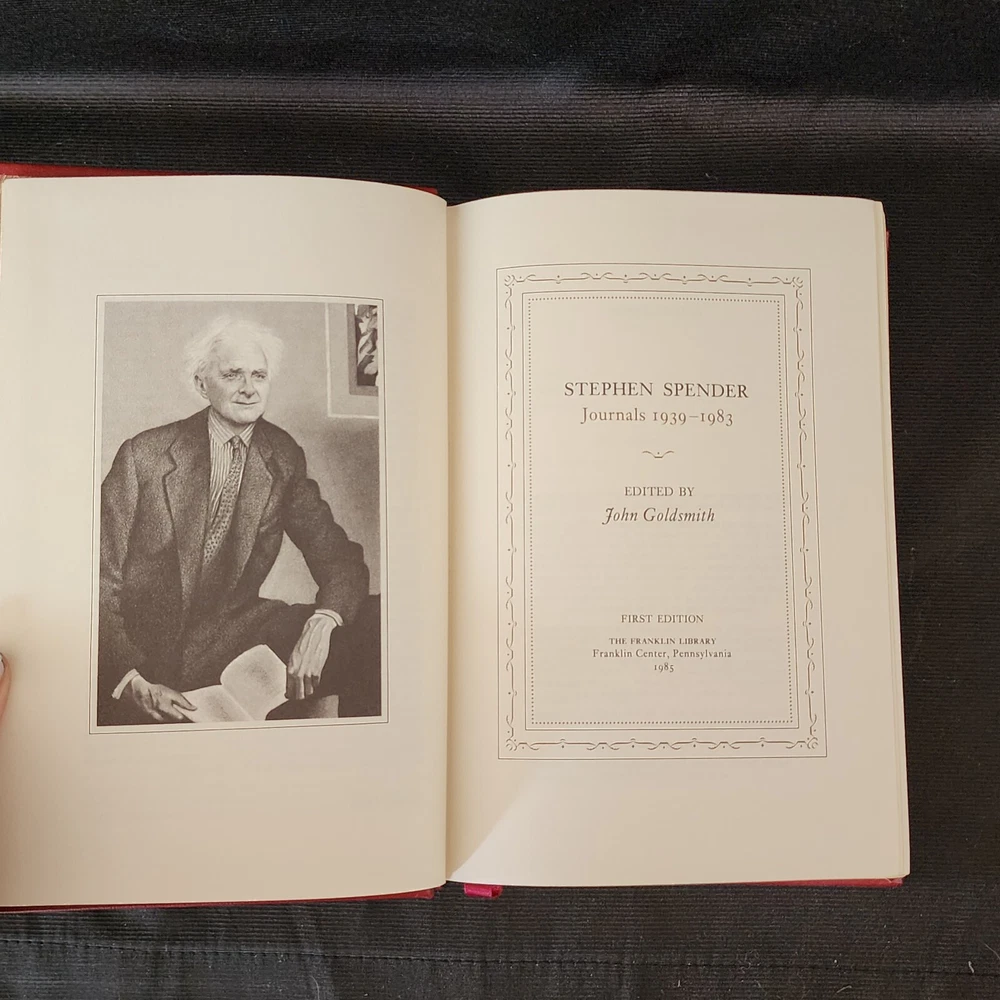 STEPHEN SPENDER
Journals 1939–1983
EDITED BY
John Goldsmith
FIRST EDITION
THE FRANKLIN LIBRARY
Franklin Center, Pennsylvania
1985